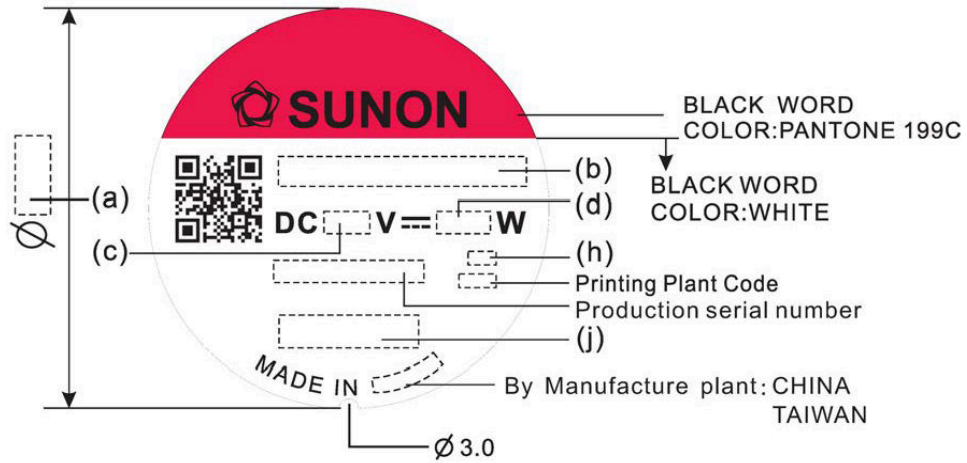 SUNON
BLACK WORD
COLOR:PANTONE 199C
(b)
BLACK WORD
COLOR:WHITE
(a)
(d)
DC V W
(c)
(h)
Printing Plant Code
Production serial number
(j)
MADE IN
By Manufacture plant: CHINA
TAIWAN
Ø
Ø 3.0